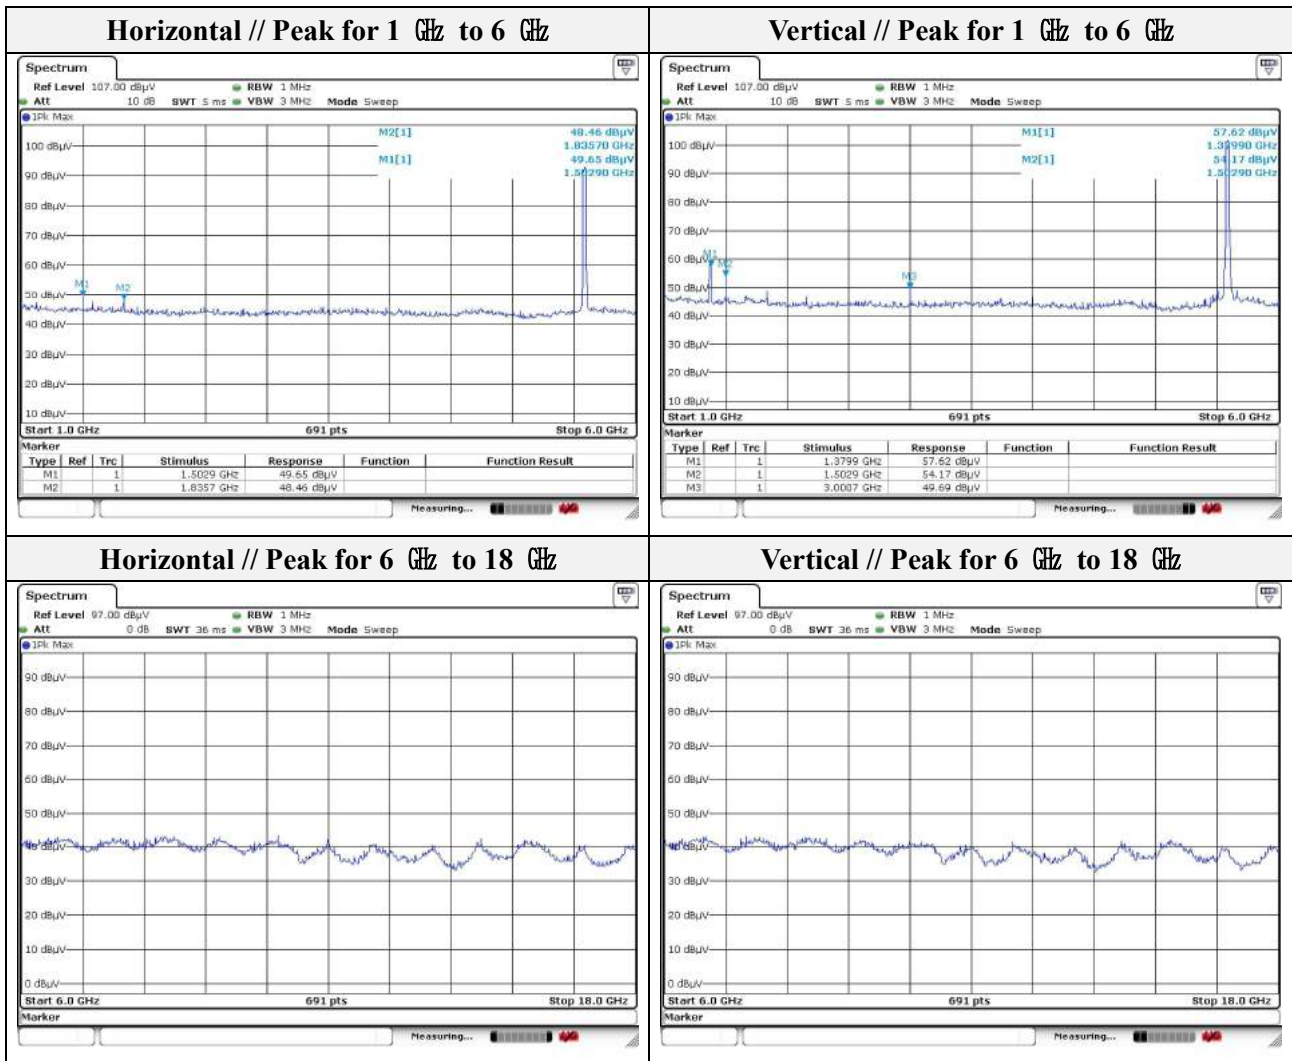 Horizontal // Peak for 1 ㎓ to 6 ㎓
Spectrum
Ref Level 107.00 dBµV RBW 1 MHz
Att 10 dB SWT 5 ms VBW 3 MHz Mode Sweep
1Pk Max
M2[1] 48.46 dBµV
1.83570 GHz
M1[1] 49.65 dBµV
1.50290 GHz
100 dBµV
90 dBµV
80 dBµV
70 dBµV
60 dBµV
M1 M2
50 dBµV
40 dBµV
30 dBµV
20 dBµV
10 dBµV
Start 1.0 GHz 691 pts Stop 6.0 GHz
Marker
Type Ref Trc Stimulus Response Function Function Result
M1 1 1.5029 GHz 49.65 dBµV
M2 1 1.8357 GHz 48.46 dBµV
Measuring...
Vertical // Peak for 1 ㎓ to 6 ㎓
Spectrum
Ref Level 107.00 dBµV RBW 1 MHz
Att 10 dB SWT 5 ms VBW 3 MHz Mode Sweep
1Pk Max
M1[1] 57.62 dBµV
1.37990 GHz
M2[1] 54.17 dBµV
1.50290 GHz
100 dBµV
90 dBµV
80 dBµV
70 dBµV
60 dBµV
M1 M2 M3
50 dBµV
40 dBµV
30 dBµV
20 dBµV
10 dBµV
Start 1.0 GHz 691 pts Stop 6.0 GHz
Marker
Type Ref Trc Stimulus Response Function Function Result
M1 1 1.3799 GHz 57.62 dBµV
M2 1 1.5029 GHz 54.17 dBµV
M3 1 3.0007 GHz 49.69 dBµV
Measuring...
Horizontal // Peak for 6 ㎓ to 18 ㎓
Spectrum
Ref Level 97.00 dBµV RBW 1 MHz
Att 0 dB SWT 36 ms VBW 3 MHz Mode Sweep
1Pk Max
90 dBµV
80 dBµV
70 dBµV
60 dBµV
50 dBµV
40 dBµV
30 dBµV
20 dBµV
10 dBµV
0 dBµV
Start 6.0 GHz 691 pts Stop 18.0 GHz
Marker
Measuring...
Vertical // Peak for 6 ㎓ to 18 ㎓
Spectrum
Ref Level 97.00 dBµV RBW 1 MHz
Att 0 dB SWT 36 ms VBW 3 MHz Mode Sweep
1Pk Max
90 dBµV
80 dBµV
70 dBµV
60 dBµV
50 dBµV
40 dBµV
30 dBµV
20 dBµV
10 dBµV
0 dBµV
Start 6.0 GHz 691 pts Stop 18.0 GHz
Marker
Measuring...